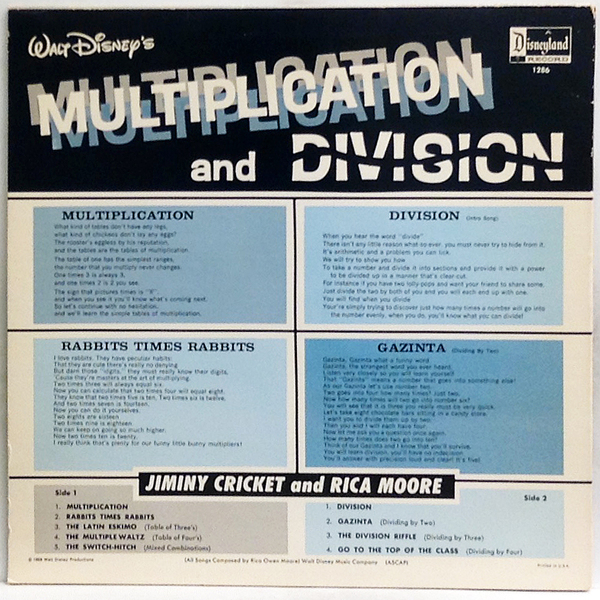 WALT DISNEY'S
Disneyland
RECORD
1286
MULTIPLICATION
and DIVISION
MULTIPLICATION
What kind of tables don't have any legs,
what kind of chickens don't lay any eggs?
The rooster's eggless by his reputation,
and the tables are the tables of multiplication.
The table of one has the simplest ranges,
the number that you multiply never changes.
One times 3 is always 3,
and one times 2 is 2 you see.
The sign that pictures times is "X"
and when you see it you'll know what's coming next,
So let's continue with no hesitation,
and we'll learn the simple tables of multiplication.
DIVISION (Intro Song)
When you hear the word "divide"
There isn't any little reason what-so-ever, you must never try to hide from it.
It's arithmetic and a problem you can lick.
We will try to show you how
To take a number and divide it into sections and provide it with a power
to be divided up in a manner that's clear-cut.
For instance if you have two lolly-pops and want your friend to share some,
Just divide the two by both of you and you will each end up with one.
You will find when you divide
Your're simply trying to discover just how many times a number will go into
the number evenly, when you do, you'll know what you can divide!
RABBITS TIMES RABBITS
I love rabbits. They have peculiar habits:
That they are cute there's really no denying
But darn those "digits," they must really know their digits,
'Cause they're masters at the art of multiplying.
Two times three will always equal six.
Now you can calculate that two times four will equal eight.
They know that two times five is ten, Two times six is twelve,
And two times seven is fourteen.
Now you can do it yourselves.
Two eights are sixteen
Two times nine is eighteen
We can keep on going so much higher.
Now two times ten is twenty,
I really think that's plenty for our funny little bunny multipliers!
GAZINTA (Dividing By Two)
Gazinta, Gazinta what a funny word
Gazinta, the strangest word you ever heard.
Listen very closely so you will learn yourself!
That "Gazinta" means a number that goes into something else!
As our Gazinta let's use number two,
Two goes into four how many times? Just two.
Now how many times will two go into number six?
You will see that it is three you really must be very quick.
Let's take eight chocolate bars sitting in a candy store.
I want you to divide them up by two.
Then you and I will each have four.
Now let me ask you a question once again.
How many times does two go into ten?
Think of our Gazinta and I know that you'll survive.
You will learn division, you'll have no indecision.
You'll answer with precision loud and clear! It's five!
JIMINY CRICKET and RICA MOORE
Side 1
1. MULTIPLICATION
2. RABBITS TIMES RABBITS
3. THE LATIN ESKIMO (Table of Three's)
4. THE MULTIPLE WALTZ (Table of Four's)
5. THE SWITCH-HITCH (Mixed Combinations)
Side 2
1. DIVISION
2. GAZINTA (Dividing by Two)
3. THE DIVISION RIFFLE (Dividing by Three)
4. GO TO THE TOP OF THE CLASS (Dividing by Four)
Walt Disney Productions
(All Songs Composed by Rica Owen Moore) Walt Disney Music Company (ASCAP)
Printed in U.S.A.